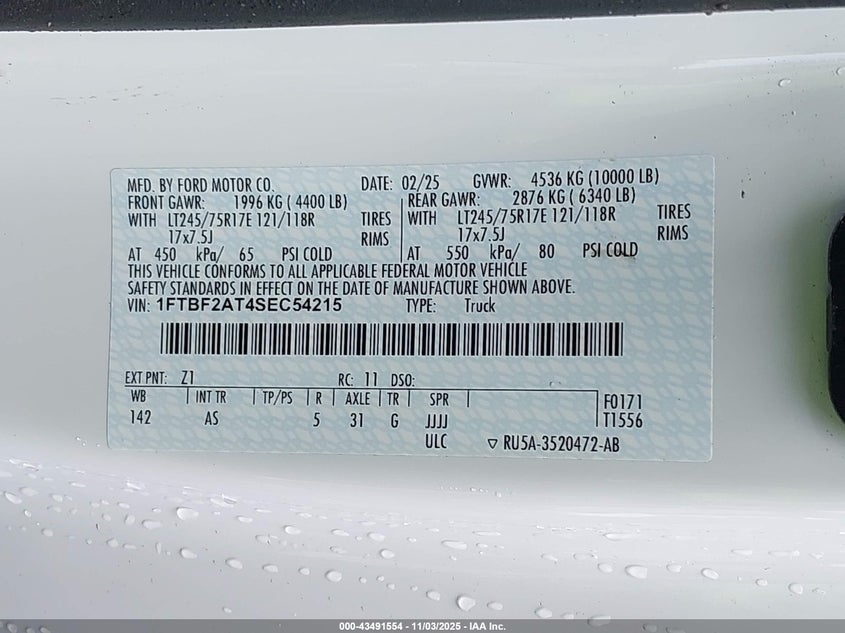 MFD. BY FORD MOTOR CO. DATE: 02/25 GVWR: 4536 KG (10000 LB)
FRONT GAWR: 1996 KG ( 4400 LB) REAR GAWR: 2876 KG ( 6340 LB)
WITH LT245/75R17E 121/118R TIRES WITH LT245/75R17E 121/118R TIRES
17x7.5J RIMS 17x7.5J RIMS
AT 450 kPa/ 65 PSI COLD AT 550 kPa/ 80 PSI COLD
THIS VEHICLE CONFORMS TO ALL APPLICABLE FEDERAL MOTOR VEHICLE
SAFETY STANDARDS IN EFFECT ON THE DATE OF MANUFACTURE SHOWN ABOVE.
VIN: 1FTBF2AT4SEC54215 TYPE: Truck
EXT PNT: Z1 RC: 11 DSO:
WB INT TR TP/PS R AXLE TR SPR F0171
142 AS 5 31 G JJJJ T1556
ULC ▽ RU5A-3520472-AB
000-43491554 - 11/03/2025 - IAA Inc.